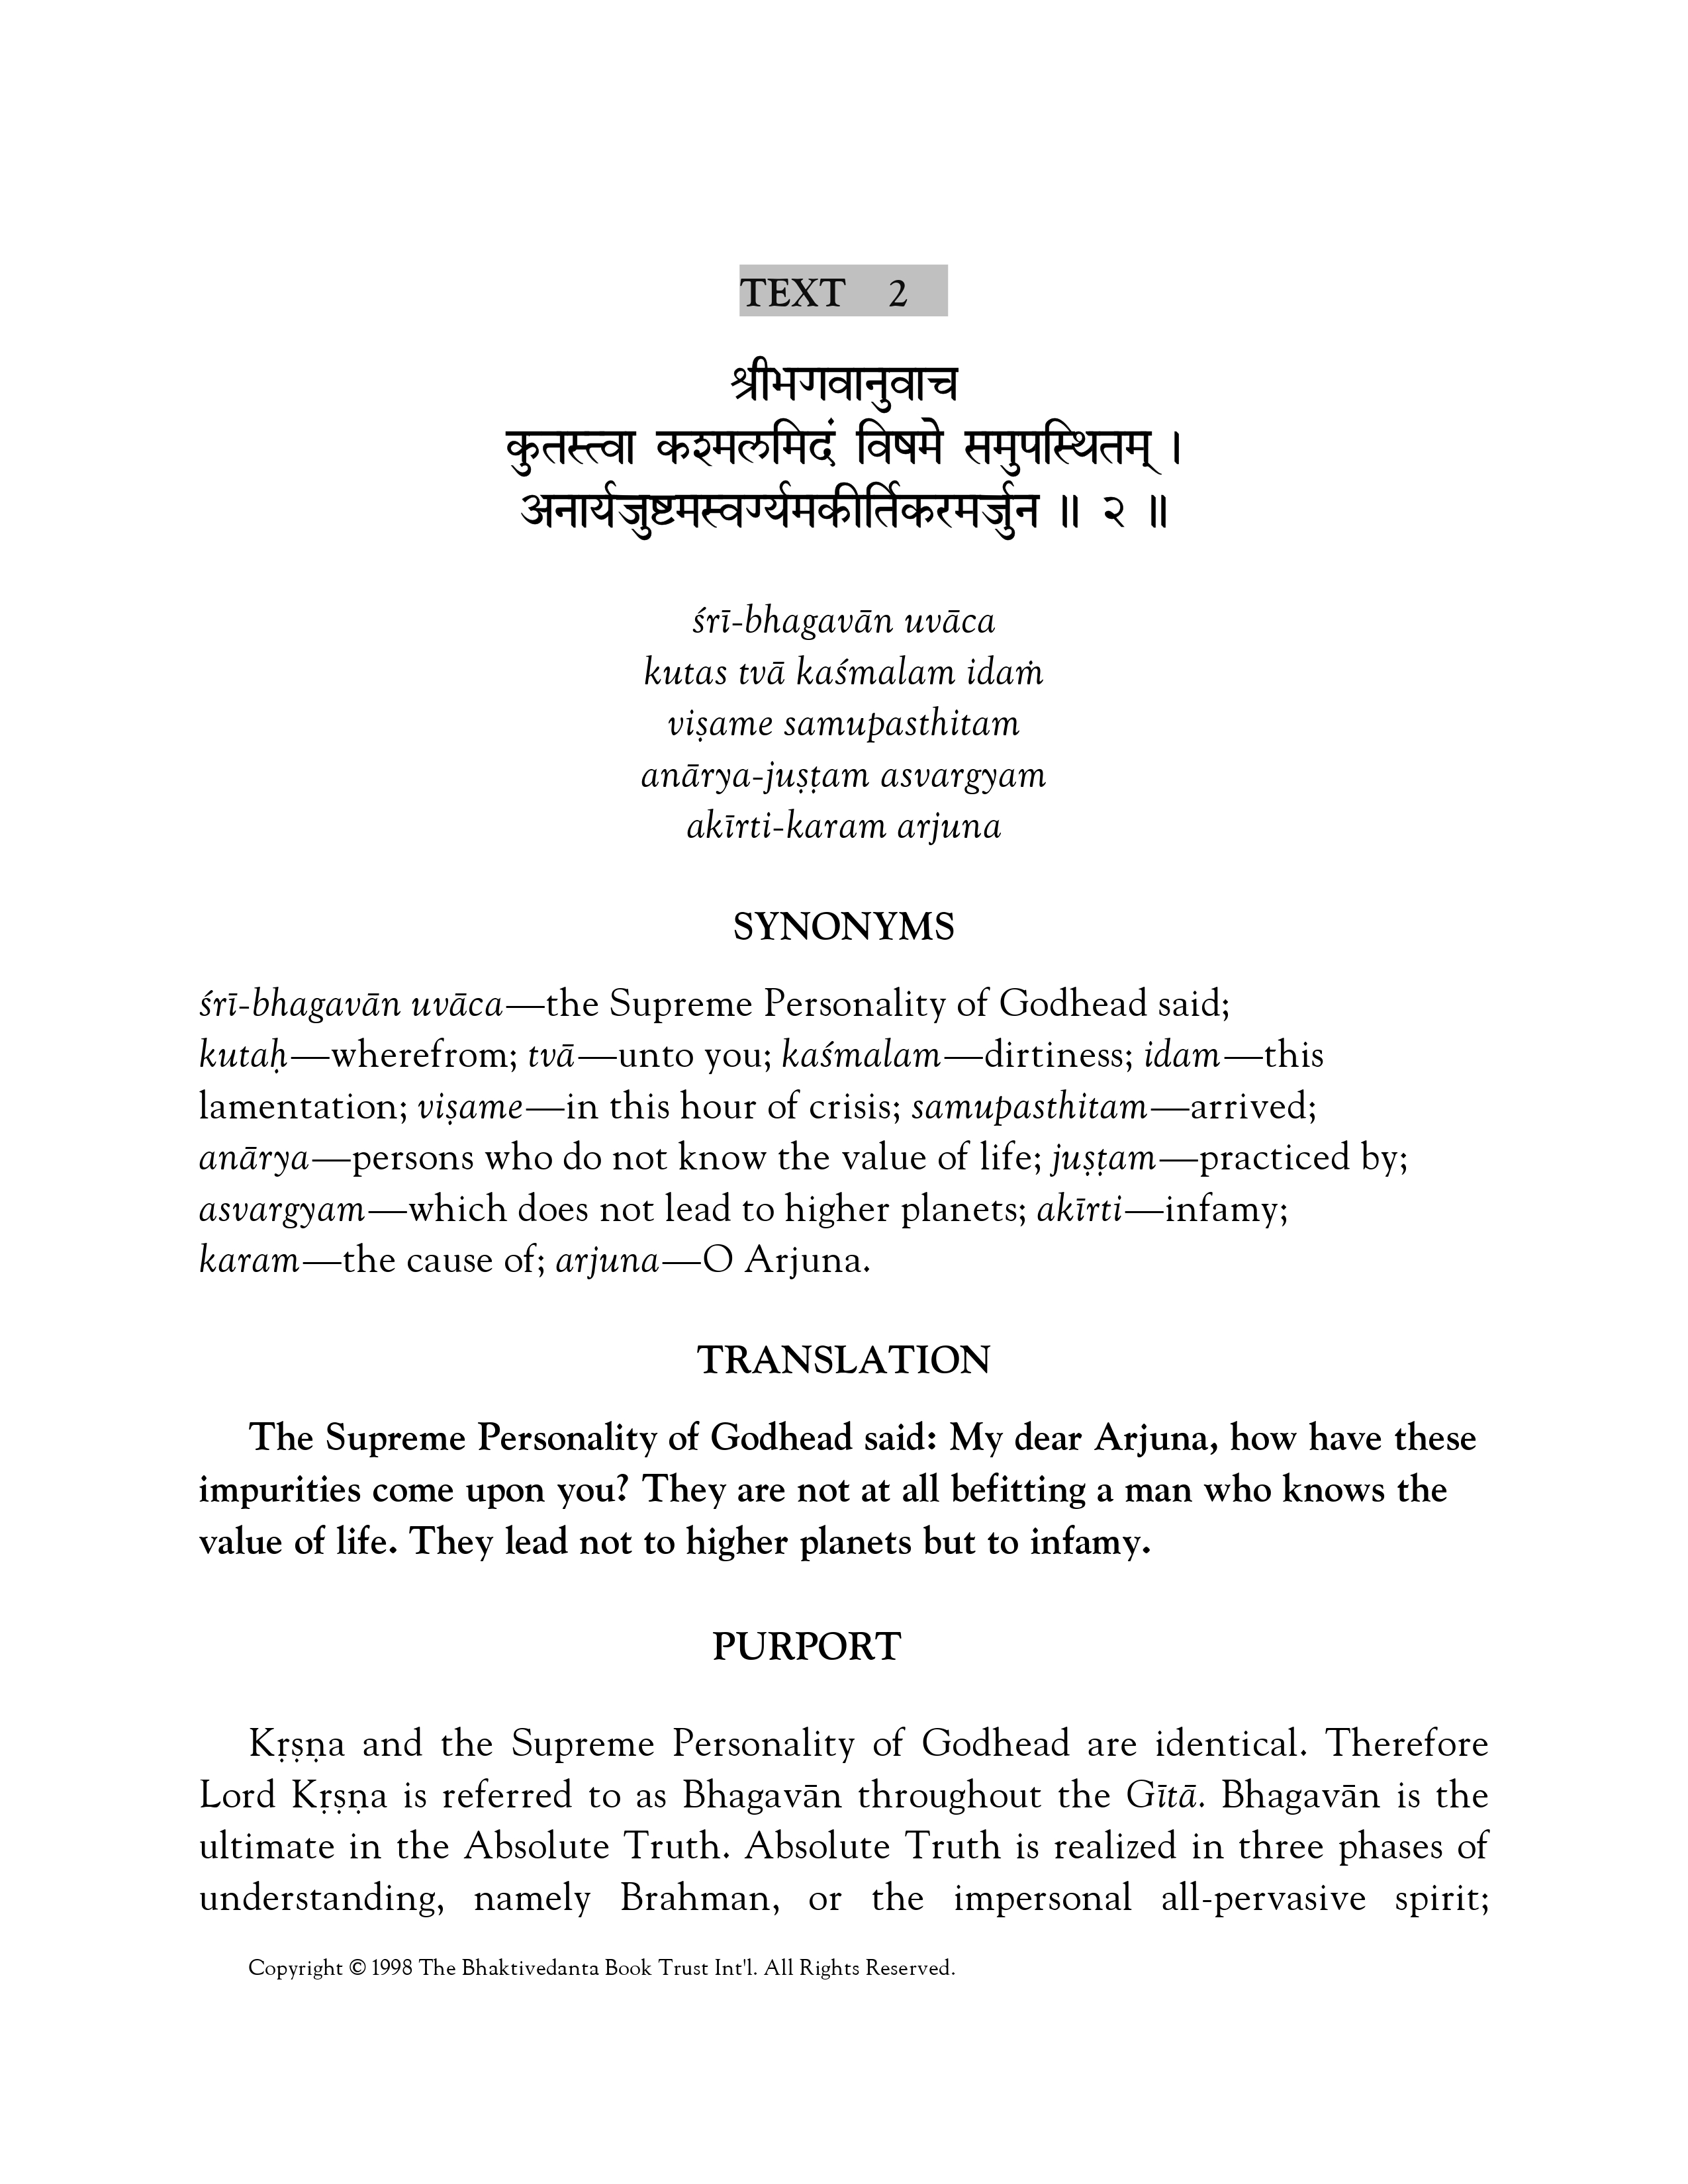 TEXT 2
श्रीभगवानुवाच
कुतस्त्वा कश्मलमिदं विषमे समुपस्थितम् ।
अनार्यजुष्टमस्वर्ग्यमकीर्तिकरमर्जुन ॥ २ ॥
śrī-bhagavān uvāca
kutas tvā kaśmalam idaṁ
viṣame samupasthitam
anārya-juṣṭam asvargyam
akīrti-karam arjuna
SYNONYMS
śrī-bhagavān uvāca—the Supreme Personality of Godhead said;
kutaḥ—wherefrom; tvā—unto you; kaśmalam—dirtiness; idam—this
lamentation; viṣame—in this hour of crisis; samupasthitam—arrived;
anārya—persons who do not know the value of life; juṣṭam—practiced by;
asvargyam—which does not lead to higher planets; akīrti—infamy;
karam—the cause of; arjuna—O Arjuna.
TRANSLATION
The Supreme Personality of Godhead said: My dear Arjuna, how have these
impurities come upon you? They are not at all befitting a man who knows the
value of life. They lead not to higher planets but to infamy.
PURPORT
Kṛṣṇa and the Supreme Personality of Godhead are identical. Therefore
Lord Kṛṣṇa is referred to as Bhagavān throughout the Gītā. Bhagavān is the
ultimate in the Absolute Truth. Absolute Truth is realized in three phases of
understanding, namely Brahman, or the impersonal all-pervasive spirit;
Copyright © 1998 The Bhaktivedanta Book Trust Int'l. All Rights Reserved.